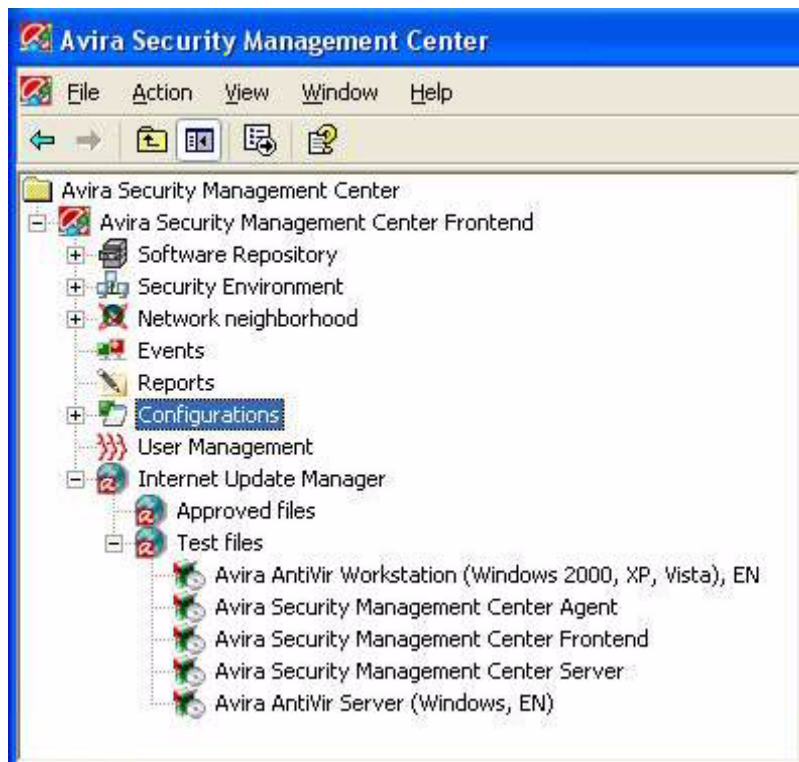 Avira Security Management Center
File Action View Window Help
Avira Security Management Center
Avira Security Management Center Frontend
Software Repository
Security Environment
Network neighborhood
Events
Reports
Configurations
User Management
Internet Update Manager
Approved files
Test files
Avira AntiVir Workstation (Windows 2000, XP, Vista), EN
Avira Security Management Center Agent
Avira Security Management Center Frontend
Avira Security Management Center Server
Avira AntiVir Server (Windows, EN)